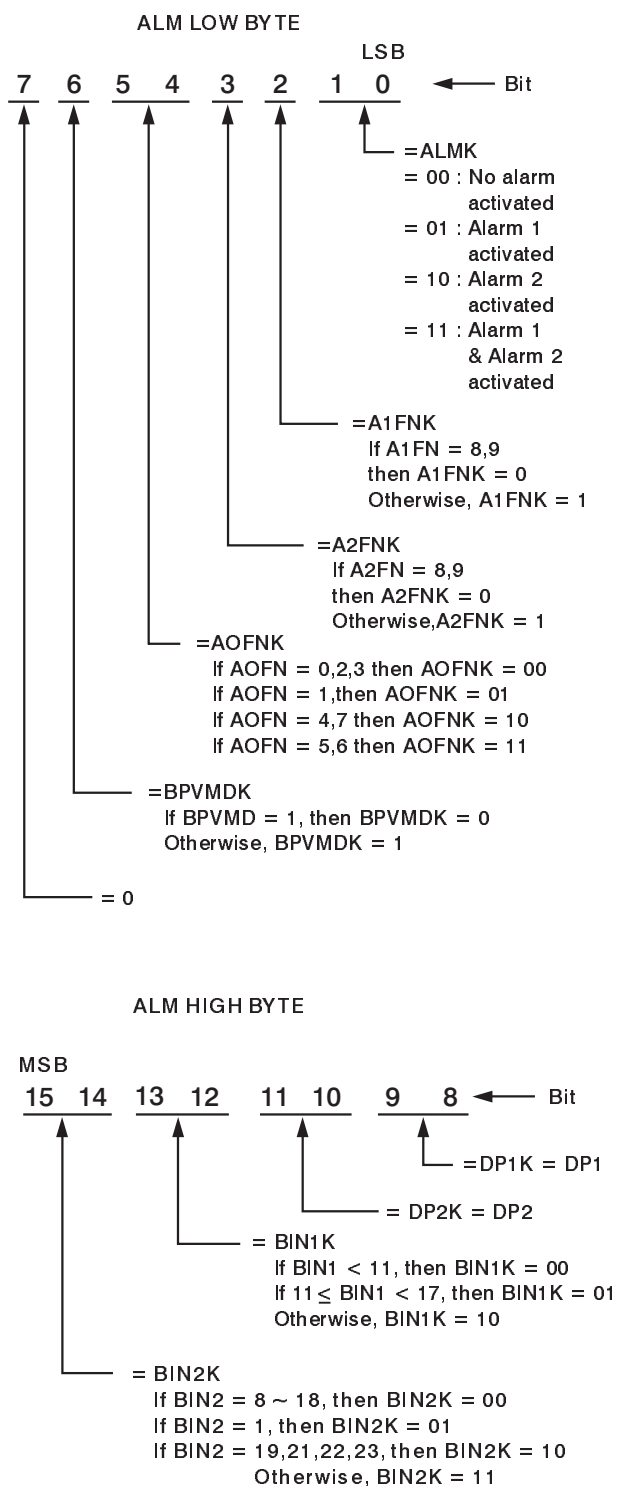 ALM LOW BYTE
LSB
7 6 5 4 3 2 1 0 Bit
=ALMK
= 00 : No alarm
activated
= 01 : Alarm 1
activated
= 10 : Alarm 2
activated
= 11 : Alarm 1
& Alarm 2
activated
=A1FNK
If A1FN = 8,9
then A1FNK = 0
Otherwise, A1FNK = 1
=A2FNK
If A2FN = 8,9
then A2FNK = 0
Otherwise,A2FNK = 1
=AOFNK
If AOFN = 0,2,3 then AOFNK = 00
If AOFN = 1,then AOFNK = 01
If AOFN = 4,7 then AOFNK = 10
If AOFN = 5,6 then AOFNK = 11
=BPVMDK
If BPVMD = 1, then BPVMDK = 0
Otherwise, BPVMDK = 1
= 0
ALM HIGH BYTE
MSB
15 14 13 12 11 10 9 8 Bit
=DP1K = DP1
= DP2K = DP2
= BIN1K
If BIN1 < 11, then BIN1K = 00
If 11 ≤ BIN1 < 17, then BIN1K = 01
Otherwise, BIN1K = 10
= BIN2K
If BIN2 = 8 ~ 18, then BIN2K = 00
If BIN2 = 1, then BIN2K = 01
If BIN2 = 19,21,22,23, then BIN2K = 10
Otherwise, BIN2K = 11